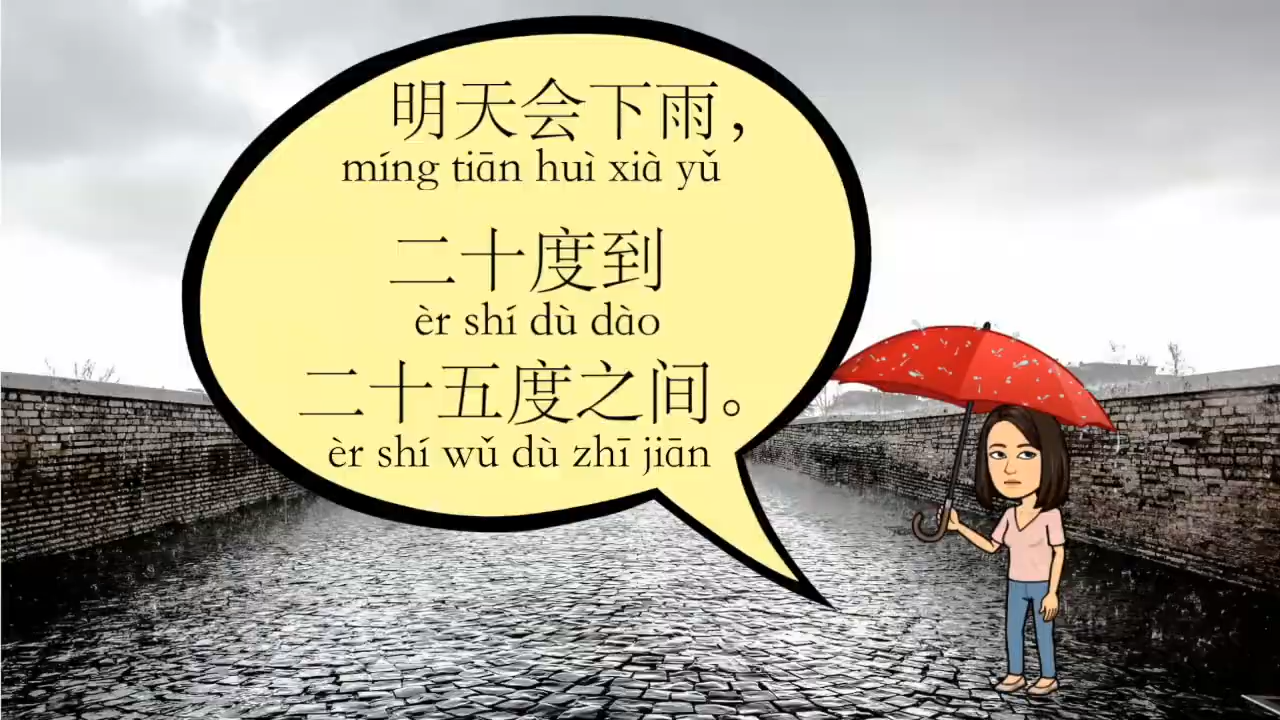 明天会下雨，
míng tiān huì xià yǔ
二十度到
èr shí dù dào
二十五度之间。
èr shí wǔ dù zhī jiān